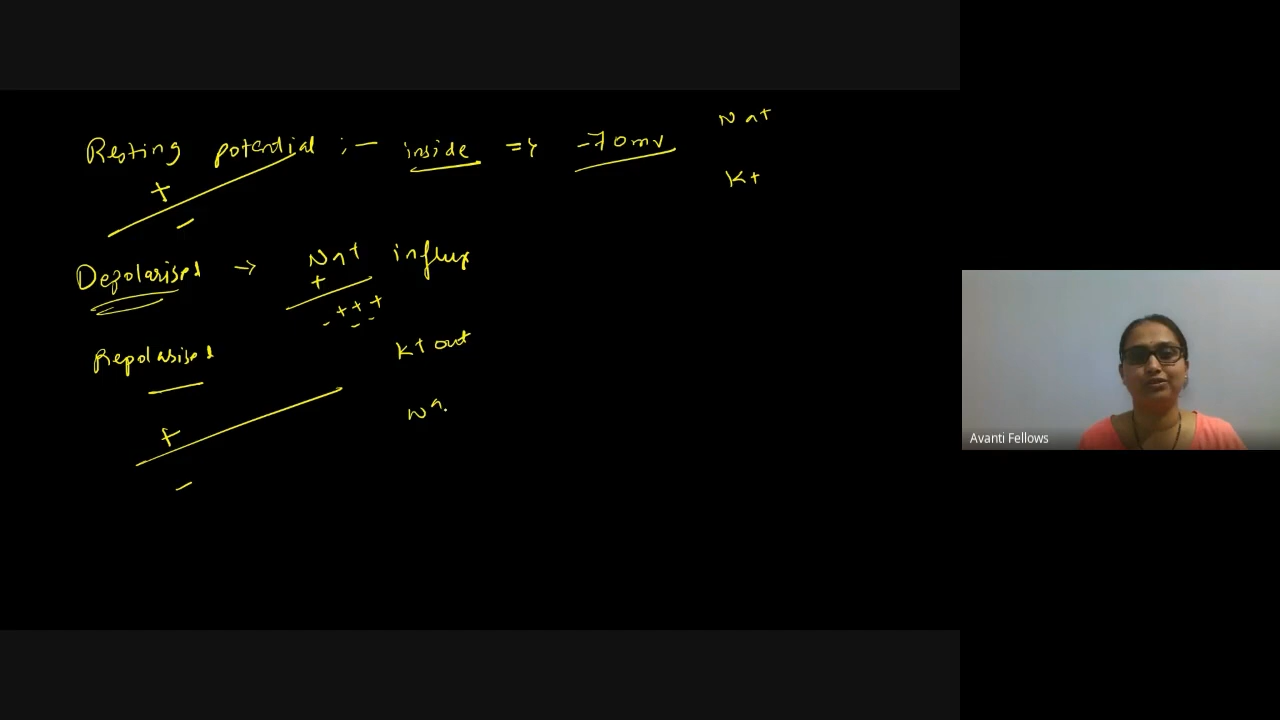 Resting potential :- inside => -70mv Na+
+ K+
-
Depolarised → Na+ influx
+
+ + +
- - -
Repolarised K+ out
+ Na
-
Avanti Fellows